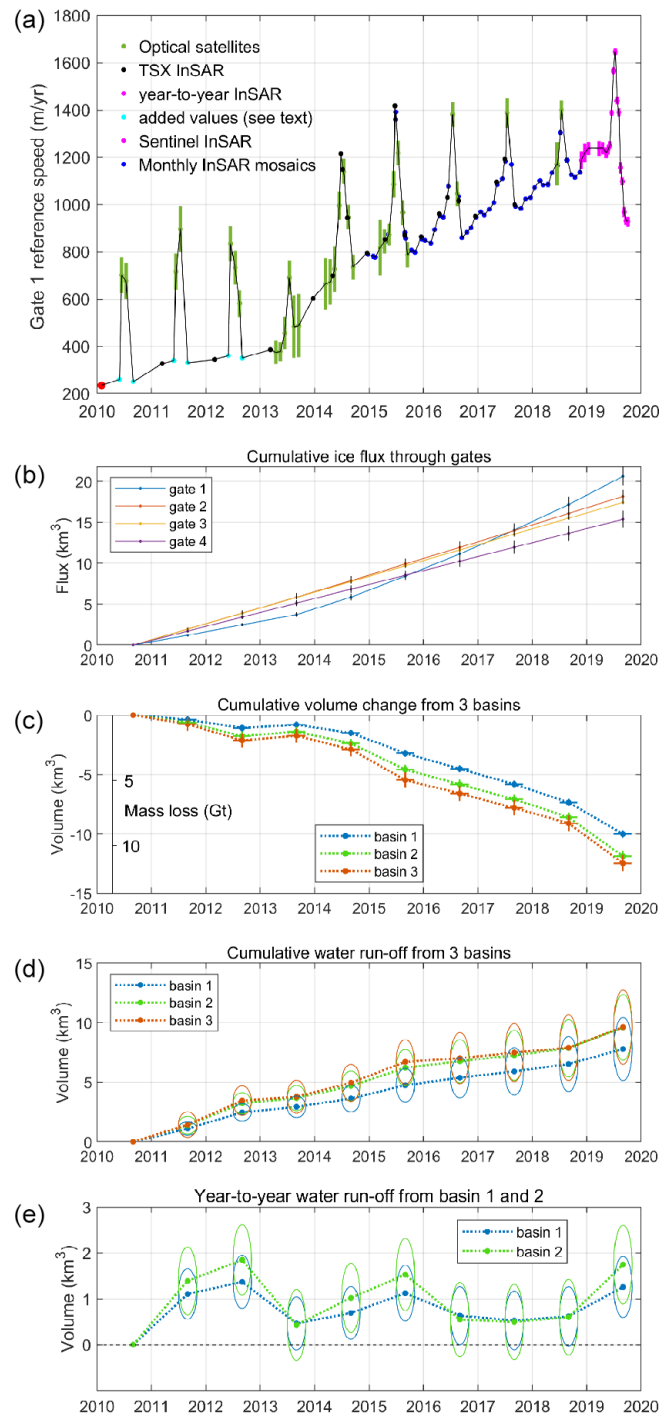 (a)
1800
1600
1400
1200
1000
800
600
400
200
Gate 1 reference speed (m/yr)
Optical satellites
TSX InSAR
year-to-year InSAR
added values (see text)
Sentinel InSAR
Monthly InSAR mosaics
2010 2011 2012 2013 2014 2015 2016 2017 2018 2019 2020
(b)
Cumulative ice flux through gates
20
15
10
5
0
Flux (km³)
gate 1
gate 2
gate 3
gate 4
2010 2011 2012 2013 2014 2015 2016 2017 2018 2019 2020
(c)
Cumulative volume change from 3 basins
0
-5
-10
-15
Volume (km³)
5
Mass loss (Gt)
10
basin 1
basin 2
basin 3
2010 2011 2012 2013 2014 2015 2016 2017 2018 2019 2020
(d)
Cumulative water run-off from 3 basins
15
10
5
0
Volume (km³)
basin 1
basin 2
basin 3
2010 2011 2012 2013 2014 2015 2016 2017 2018 2019 2020
(e)
Year-to-year water run-off from basin 1 and 2
3
2
1
0
Volume (km³)
basin 1
basin 2
2010 2011 2012 2013 2014 2015 2016 2017 2018 2019 2020